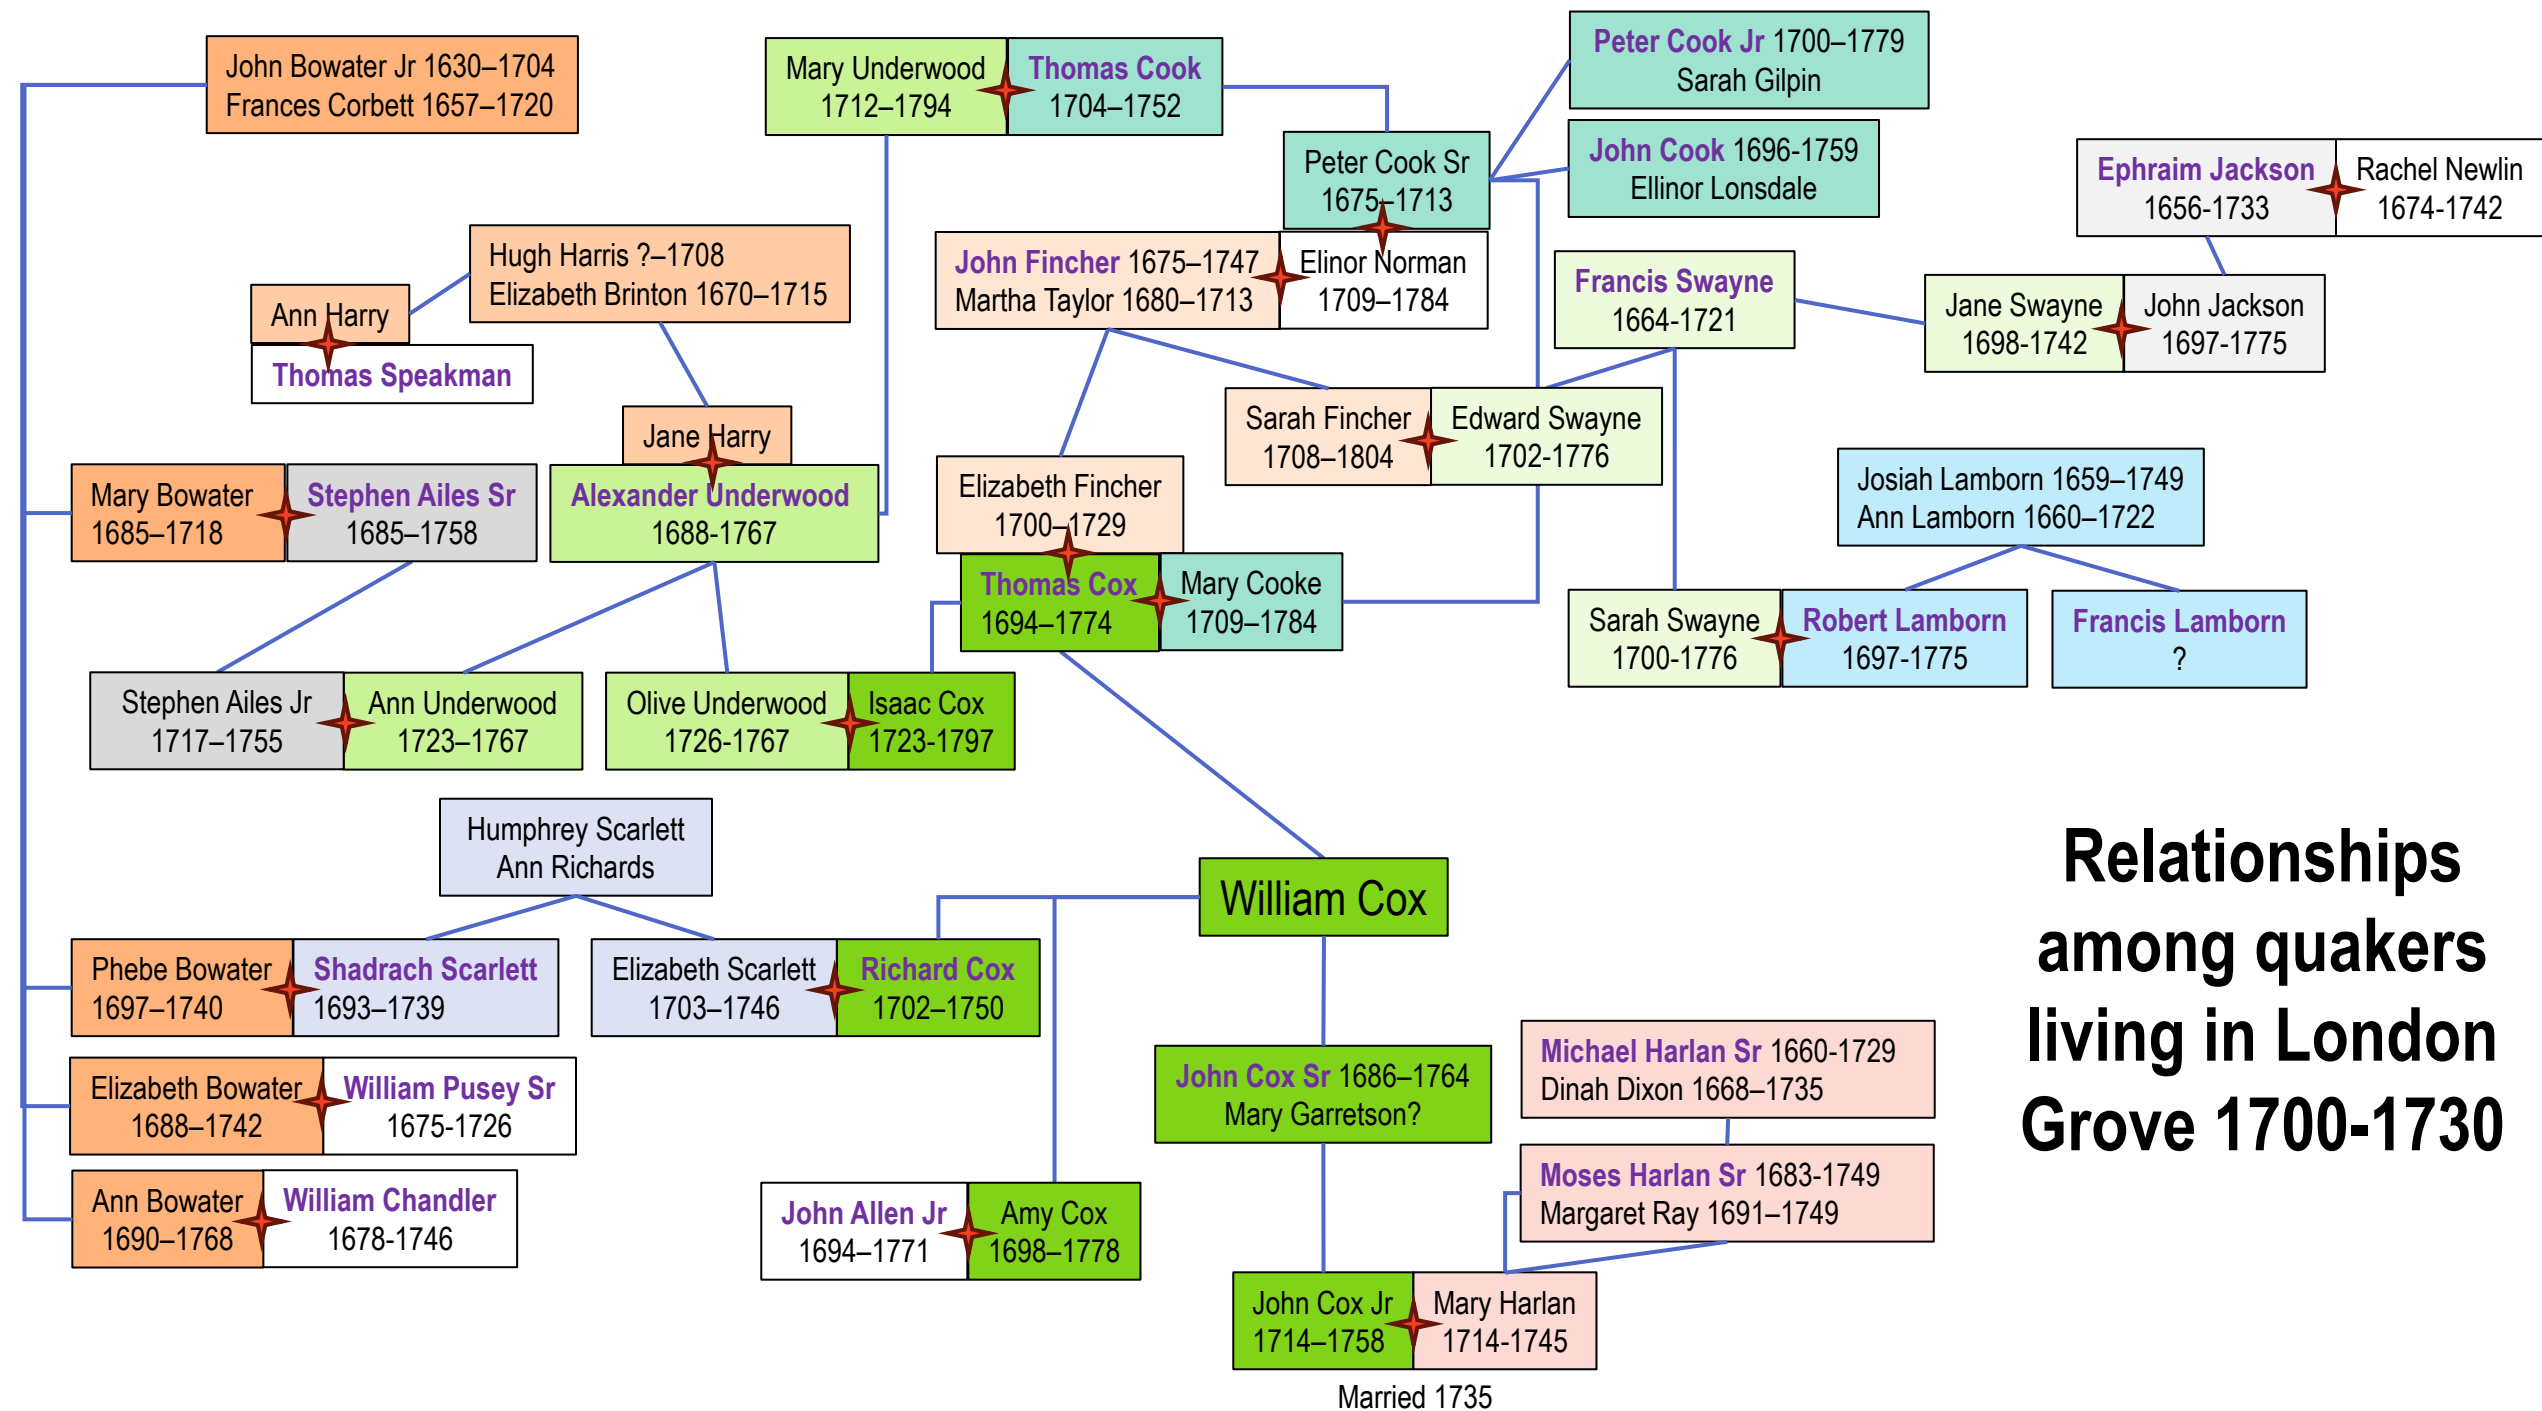 John Bowater Jr 1630–1704
Frances Corbett 1657–1720
Mary Underwood
1712–1794
Thomas Cook
1704–1752
Peter Cook Jr 1700–1779
Sarah Gilpin
John Cook 1696-1759
Ellinor Lonsdale
Peter Cook Sr
1675–1713
Ephraim Jackson
1656-1733
Rachel Newlin
1674-1742
Hugh Harris ?–1708
Elizabeth Brinton 1670–1715
John Fincher 1675–1747
Martha Taylor 1680–1713
Elinor Norman
1709–1784
Francis Swayne
1664-1721
Jane Swayne
1698-1742
John Jackson
1697-1775
Ann Harry
Thomas Speakman
Jane Harry
Sarah Fincher
1708–1804
Edward Swayne
1702-1776
Mary Bowater
1685–1718
Stephen Ailes Sr
1685–1758
Alexander Underwood
1688-1767
Elizabeth Fincher
1700–1729
Josiah Lamborn 1659–1749
Ann Lamborn 1660–1722
Thomas Cox
1694–1774
Mary Cooke
1709–1784
Sarah Swayne
1700-1776
Robert Lamborn
1697-1775
Francis Lamborn
?
Stephen Ailes Jr
1717–1755
Ann Underwood
1723–1767
Olive Underwood
1726-1767
Isaac Cox
1723-1797
Humphrey Scarlett
Ann Richards
William Cox
Relationships
among quakers
living in London
Grove 1700-1730
Phebe Bowater
1697–1740
Shadrach Scarlett
1693–1739
Elizabeth Scarlett
1703–1746
Richard Cox
1702–1750
Elizabeth Bowater
1688–1742
William Pusey Sr
1675-1726
John Cox Sr 1686–1764
Mary Garretson?
Michael Harlan Sr 1660-1729
Dinah Dixon 1668–1735
Ann Bowater
1690–1768
William Chandler
1678-1746
John Allen Jr
1694–1771
Amy Cox
1698–1778
Moses Harlan Sr 1683-1749
Margaret Ray 1691–1749
John Cox Jr
1714–1758
Mary Harlan
1714-1745
Married 1735